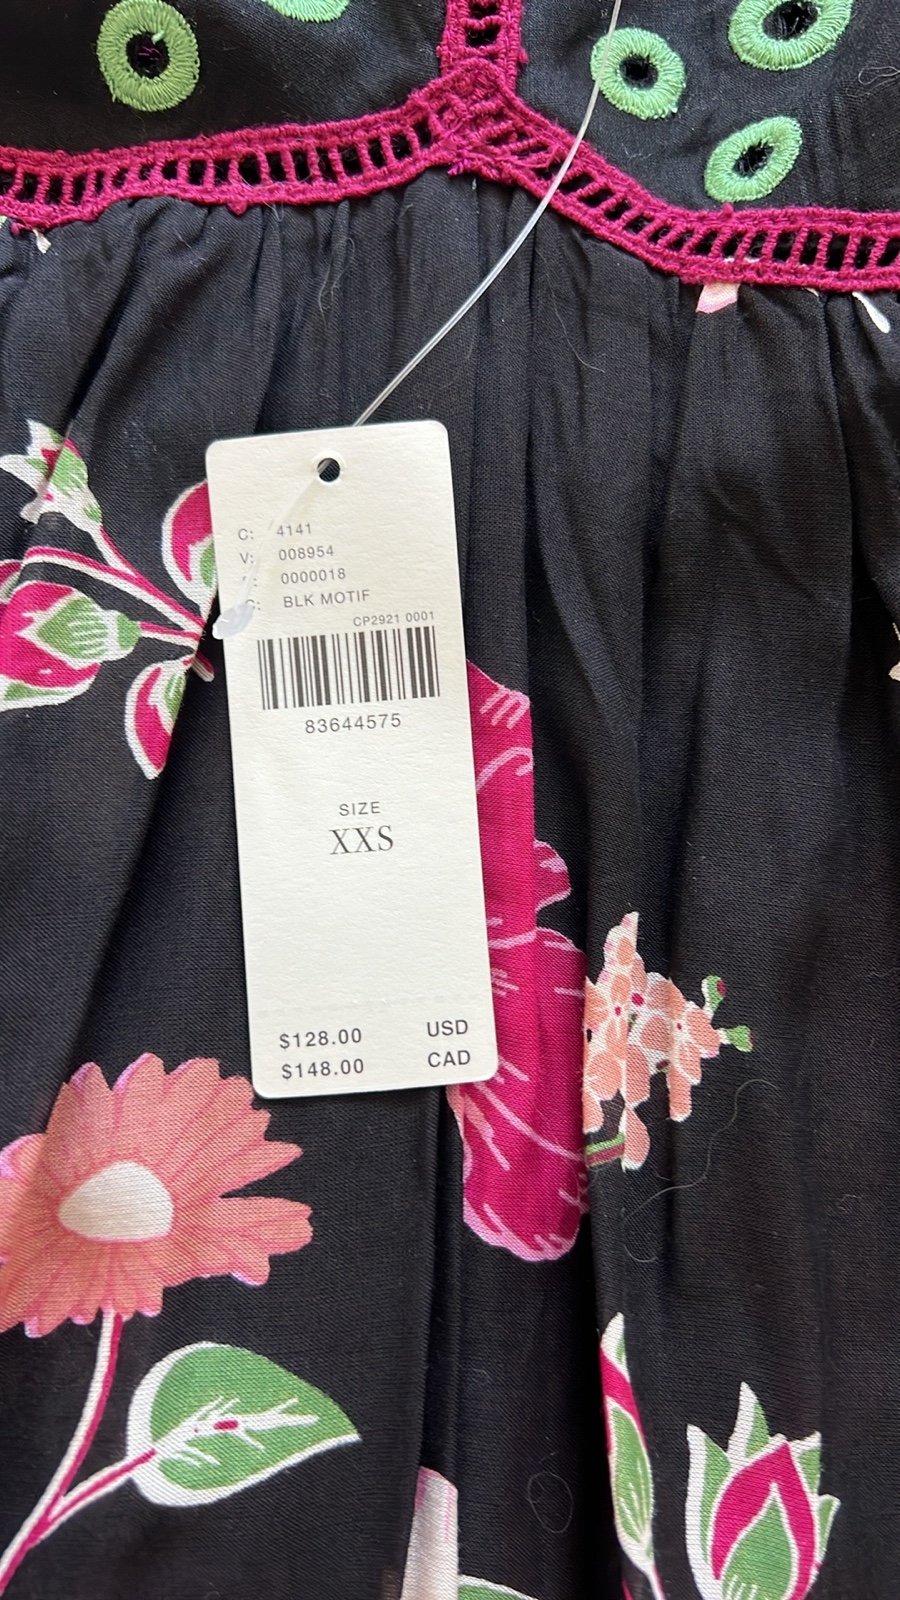 C: 4141
V: 008954
: 0000018
C: BLK MOTIF
CP2921 0001
83644575
SIZE
XXS
$128.00 USD
$148.00 CAD